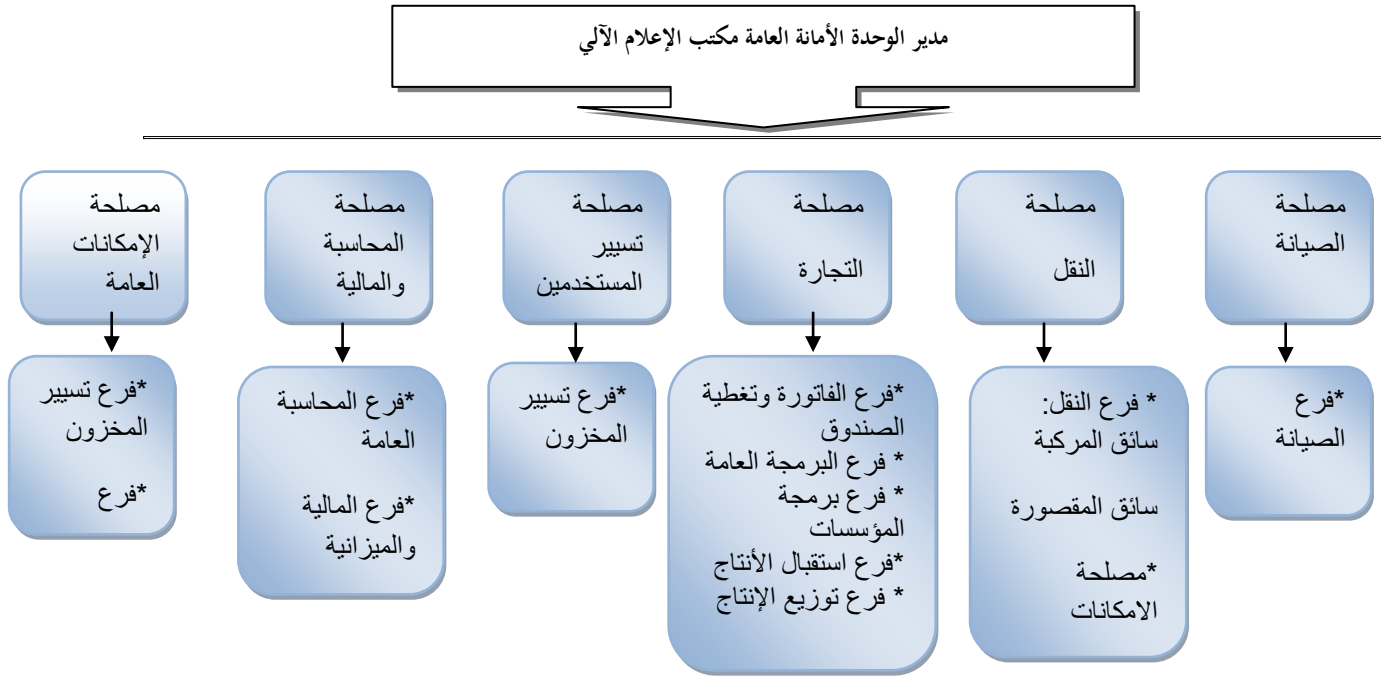 مدير الوحدة الأمانة العامة مكتب الإعلام الآلي
مصلحة
الصيانة
مصلحة
النقل
مصلحة
التجارة
مصلحة
تسيير
المستخدمين
مصلحة
المحاسبة
والمالية
مصلحة
الإمكانات
العامة
*فرع
الصيانة
* فرع النقل:
سائق المركبة
سائق المقصورة
*مصلحة
الامكانات
*فرع الفاتورة وتغطية
الصندوق
* فرع البرمجة العامة
* فرع برمجة
المؤسسات
*فرع استقبال الأنتاج
* فرع توزيع الإنتاج
*فرع تسيير
المخزون
*فرع المحاسبة
العامة
*فرع المالية
والميزانية
*فرع تسيير
المخزون
*فرع